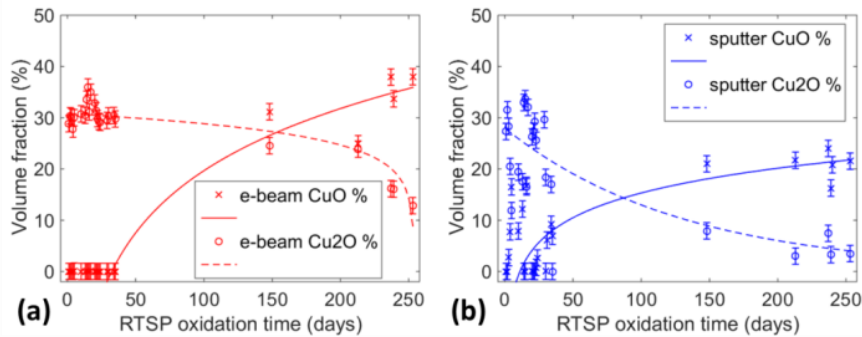 50
40
30
20
10
0
Volume fraction (%)
e-beam CuO %
e-beam Cu2O %
0 50 100 150 200 250
RTSP oxidation time (days)
(a)
50
40
30
20
10
0
Volume fraction (%)
sputter CuO %
sputter Cu2O %
0 50 100 150 200 250
RTSP oxidation time (days)
(b)